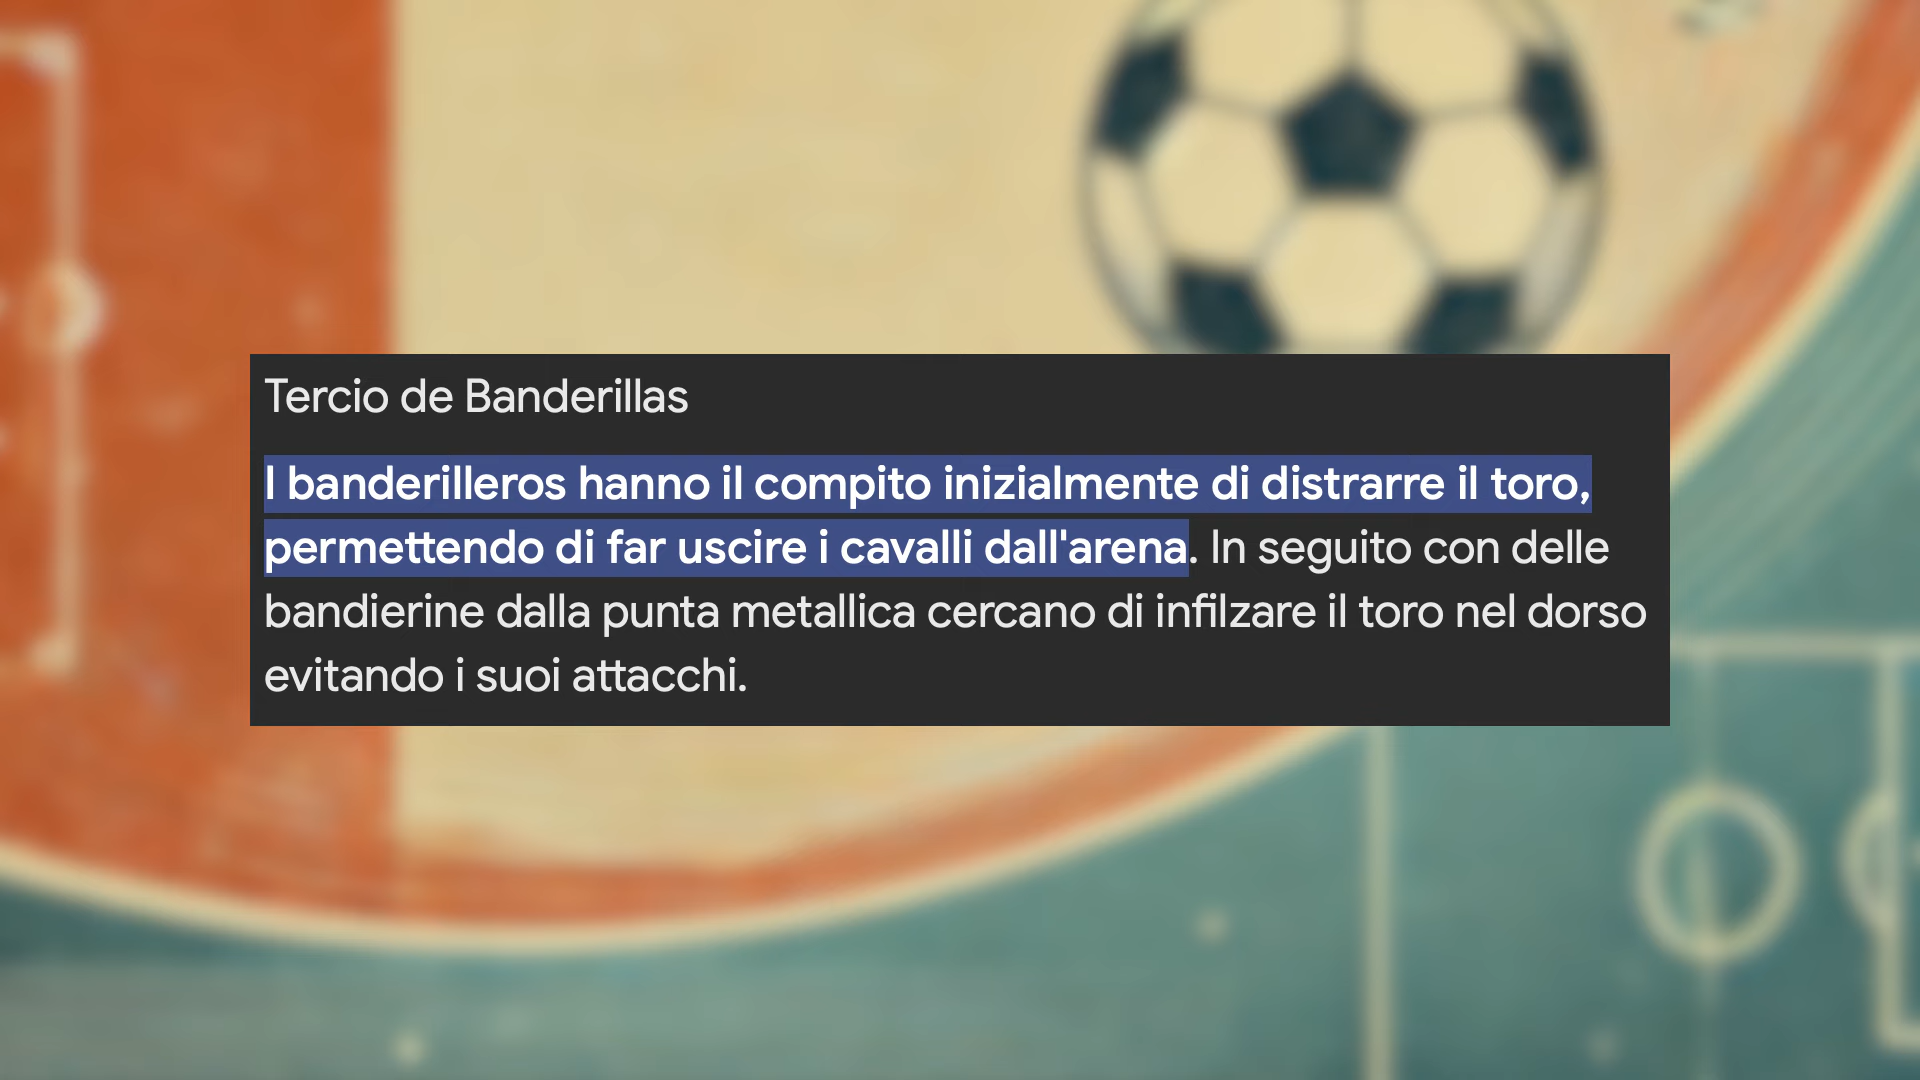 Tercio de Banderillas
I banderilleros hanno il compito inizialmente di distrarre il toro,
permettendo di far uscire i cavalli dall'arena. In seguito con delle
bandierine dalla punta metallica cercano di infilzare il toro nel dorso
evitando i suoi attacchi.